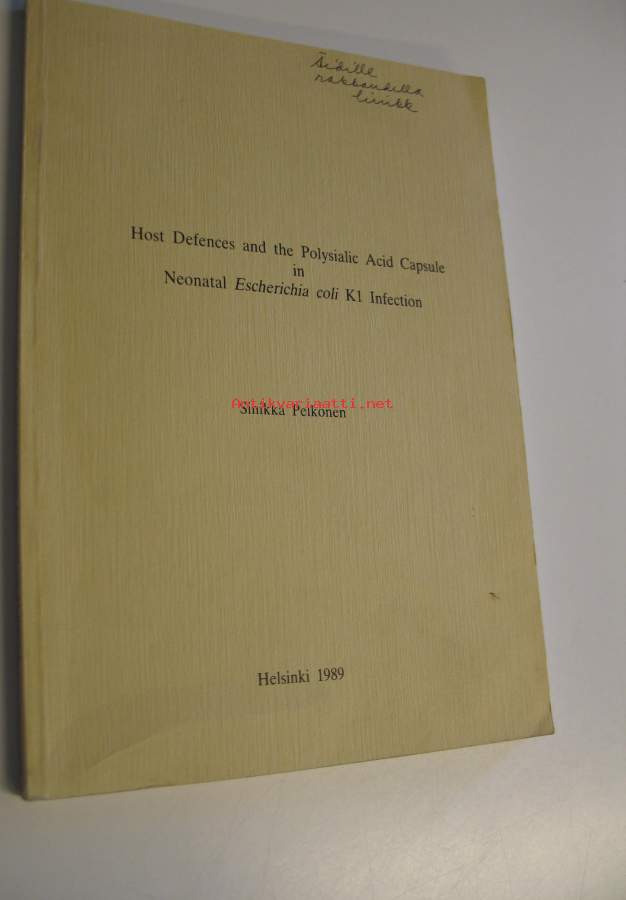 Äidille
rakkaudella
Host Defences and the Polysialic Acid Capsule
in
Neonatal Escherichia coli K1 Infection
Antikvariaatti.net
Sinikka Pelkonen
Helsinki 1989